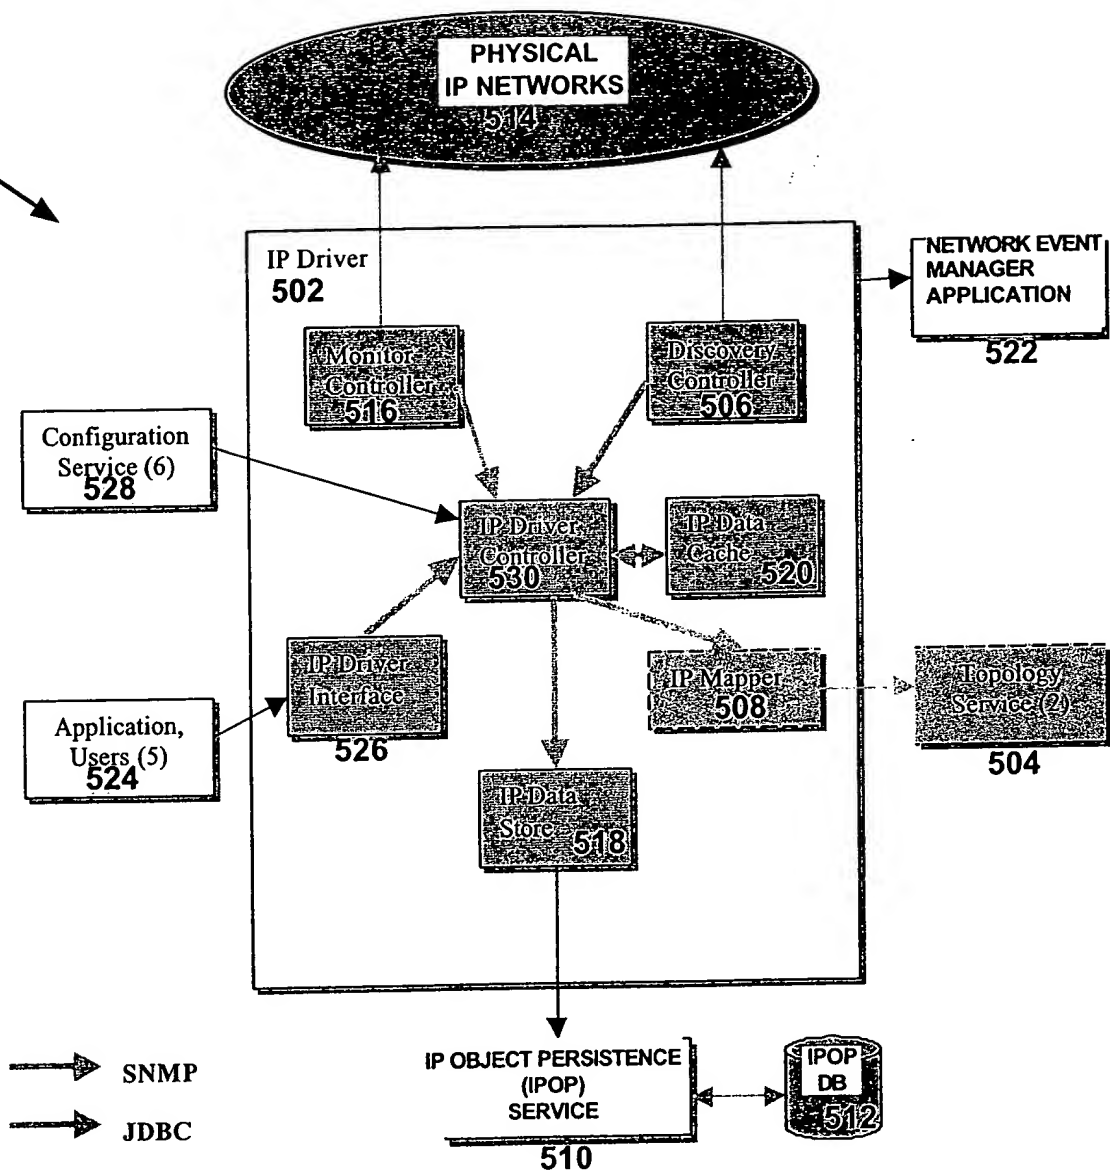 PHYSICAL
IP NETWORKS
514
IP Driver
502
NETWORK EVENT
MANAGER
APPLICATION
522
Monitor
Controller
516
Discovery
Controller
506
Configuration
Service (6)
528
IP Driver
Controller
530
IP Data
Cache
520
IP Driver
Interface
526
IP Mapper
508
Topology
Service (2)
504
Application,
Users (5)
524
IP Data
Store
518
SNMP
JDBC
IP OBJECT PERSISTENCE
(IPOP)
SERVICE
510
IPOP
DB
512